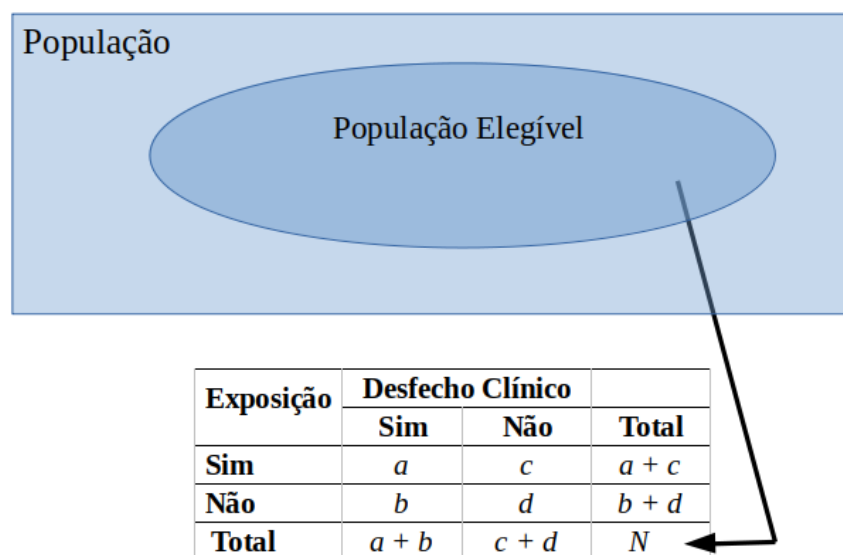 População
População Elegível
Exposição Desfecho Clínico
Sim Não Total
Sim a c a + c
Não b d b + d
Total a + b c + d N